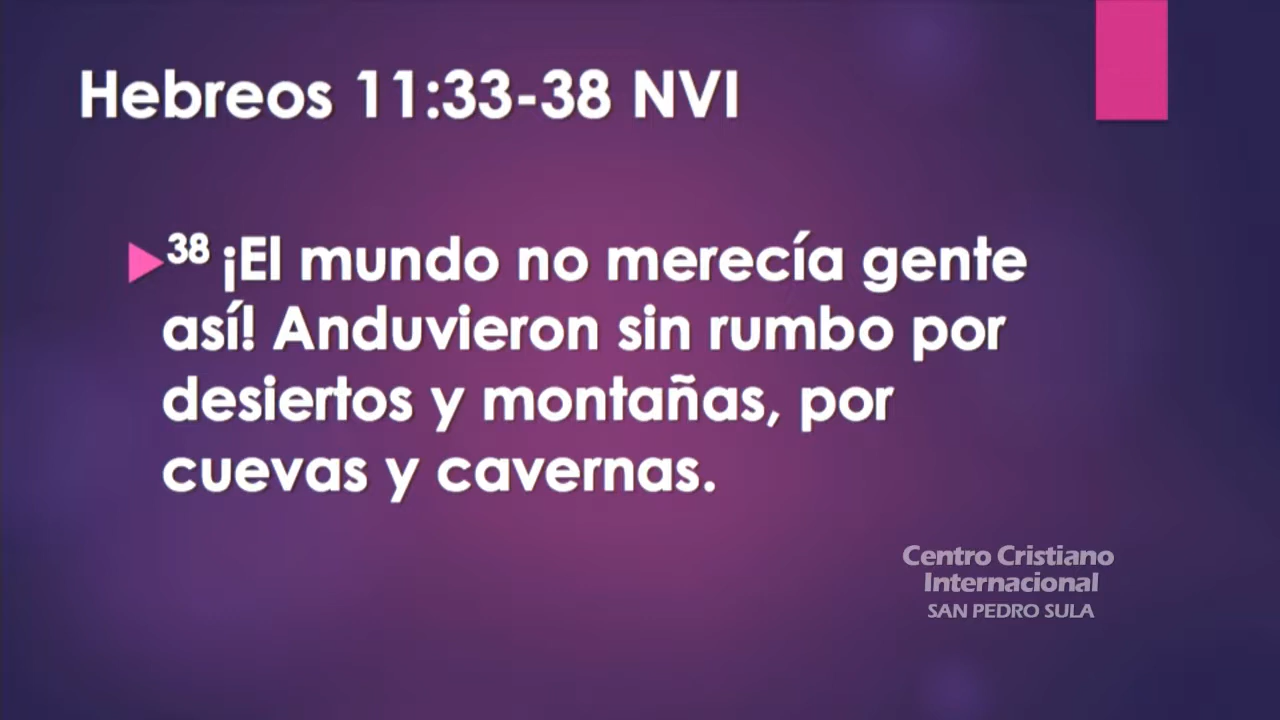 Hebreos 11:33-38 NVI
38 ¡El mundo no merecía gente
así! Anduvieron sin rumbo por
desiertos y montañas, por
cuevas y cavernas.
Centro Cristiano
Internacional
SAN PEDRO SULA